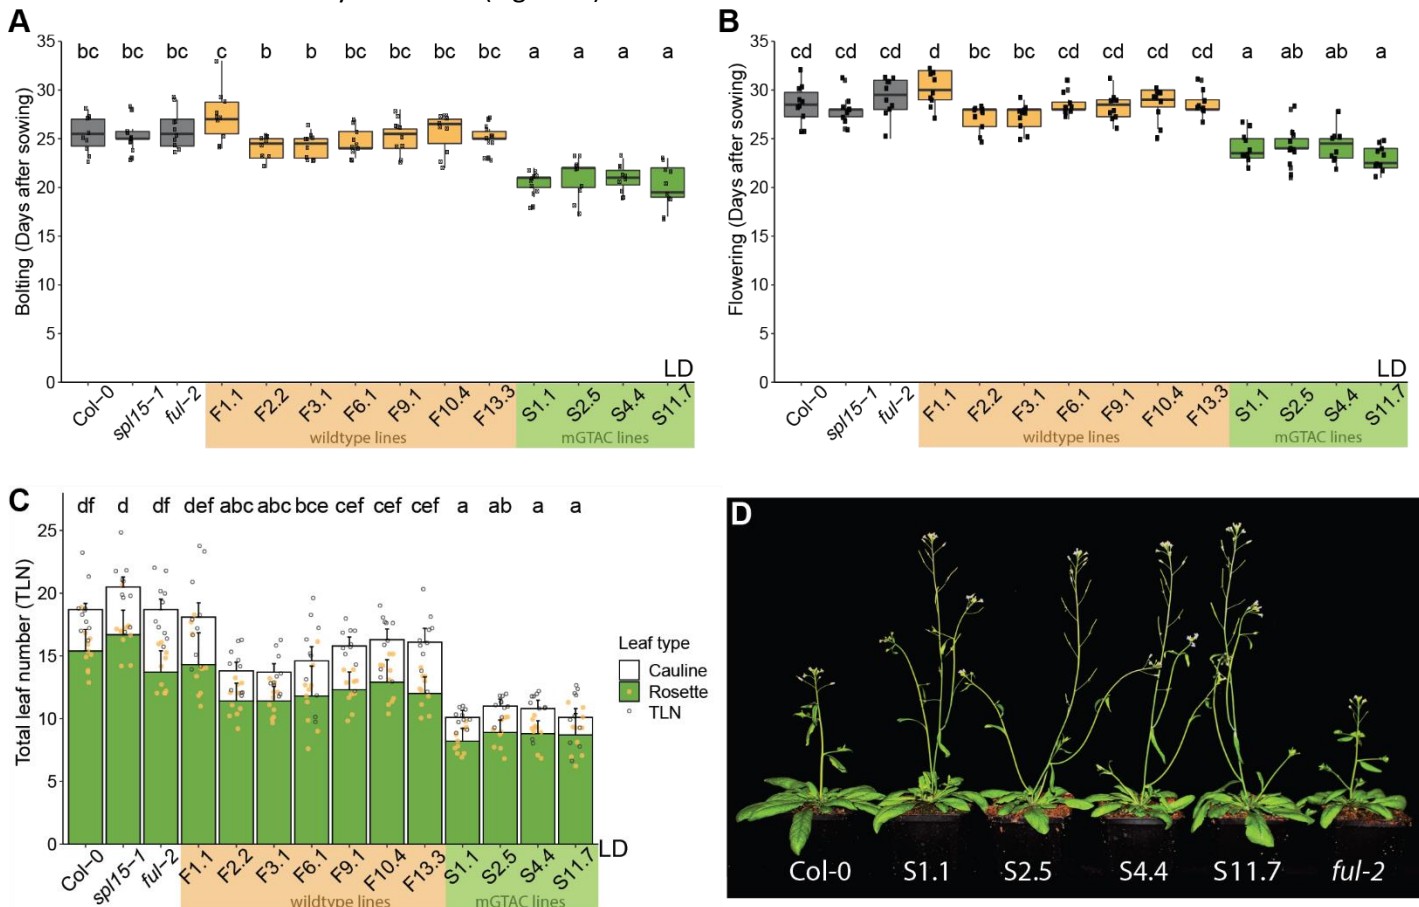 A
bc bc bc c b b bc bc bc bc a a a a
35
30
25
20
15
10
5
0
Bolting (Days after sowing)
LD
Col-0 spl15-1 ful-2 F1.1 F2.2 F3.1 F6.1 F9.1 F10.4 F13.3 S1.1 S2.5 S4.4 S11.7
wildtype lines mGTAC lines
B
cd cd cd d bc bc cd cd cd cd a ab ab a
35
30
25
20
15
10
5
0
Flowering (Days after sowing)
LD
Col-0 spl15-1 ful-2 F1.1 F2.2 F3.1 F6.1 F9.1 F10.4 F13.3 S1.1 S2.5 S4.4 S11.7
wildtype lines mGTAC lines
C
df d df def abc abc bce cef cef cef a ab a a
25
20
15
10
5
0
Total leaf number (TLN)
Leaf type
Cauline
Rosette
TLN
LD
Col-0 spl15-1 ful-2 F1.1 F2.2 F3.1 F6.1 F9.1 F10.4 F13.3 S1.1 S2.5 S4.4 S11.7
wildtype lines mGTAC lines
D
Col-0 S1.1 S2.5 S4.4 S11.7 ful-2